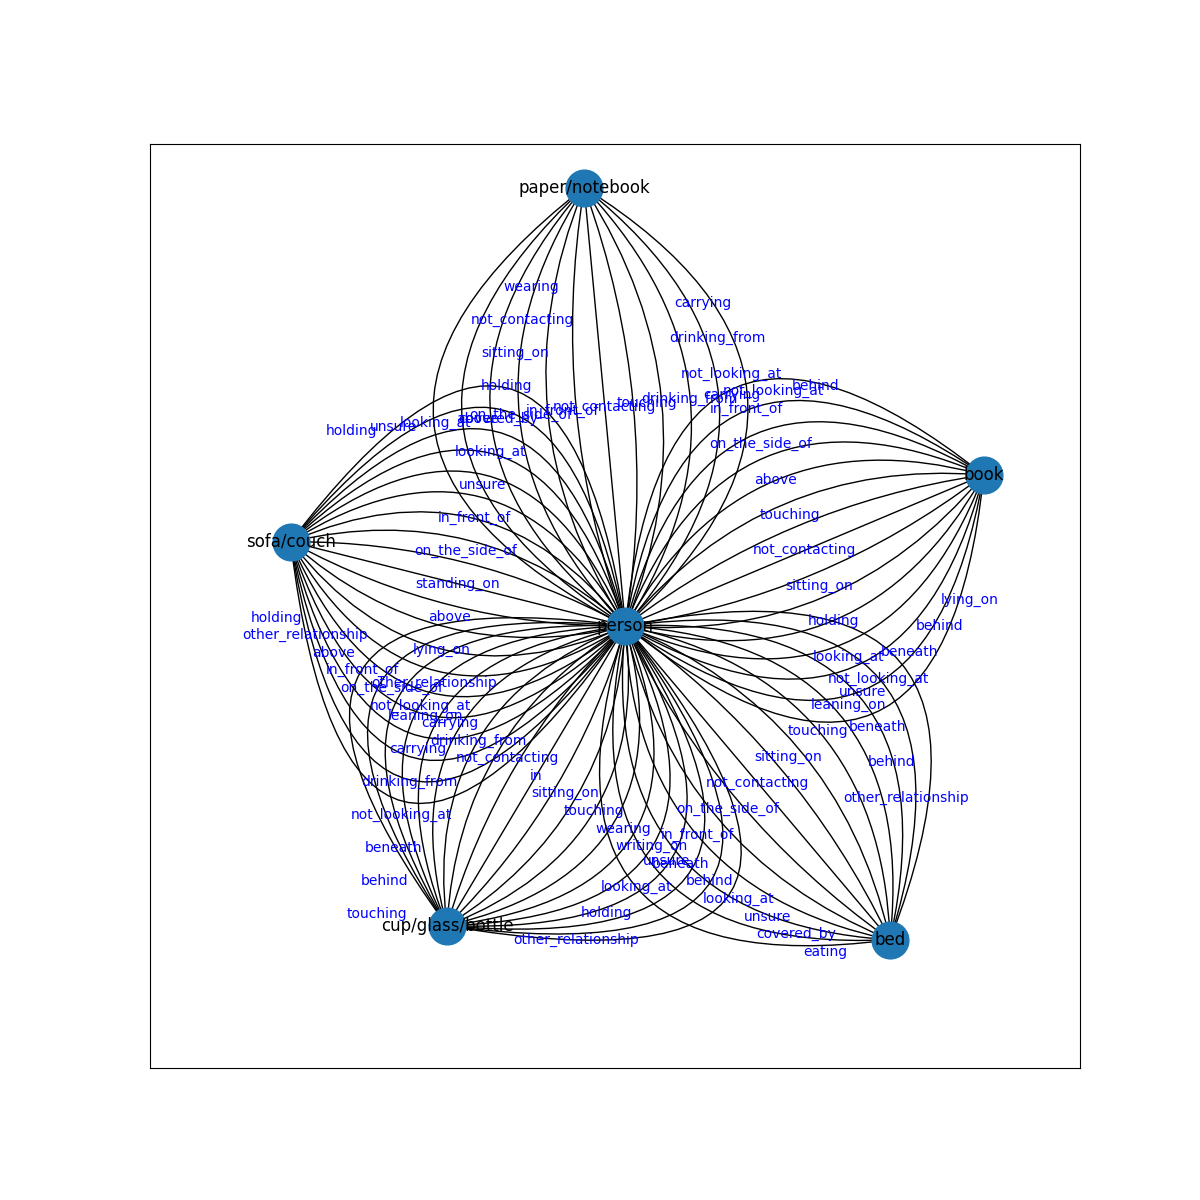 paper/notebook
wearing
carrying
not_contacting
drinking_from
sitting_on
not_looking_at
holding
behind
not_looking_at
carrying
drinking_from
touching
not_contacting
in_front_of
in_front_of
on_the_side_of
covered_by
above
looking_at
unsure
holding
on_the_side_of
looking_at
book
above
unsure
touching
in_front_of
sofa/couch
on_the_side_of
not_contacting
standing_on
sitting_on
lying_on
holding
above
holding
person
behind
other_relationship
lying_on
above
beneath
looking_at
in_front_of
not_looking_at
other_relationship
on_the_side_of
unsure
not_looking_at
leaning_on
leaning_on
carrying
beneath
touching
drinking_from
carrying
sitting_on
not_contacting
behind
in
drinking_from
not_contacting
sitting_on
other_relationship
on_the_side_of
touching
not_looking_at
wearing
in_front_of
writing_on
beneath
unsure
beneath
behind
behind
looking_at
looking_at
touching
holding
unsure
cup/glass/bottle
covered_by
other_relationship
bed
eating